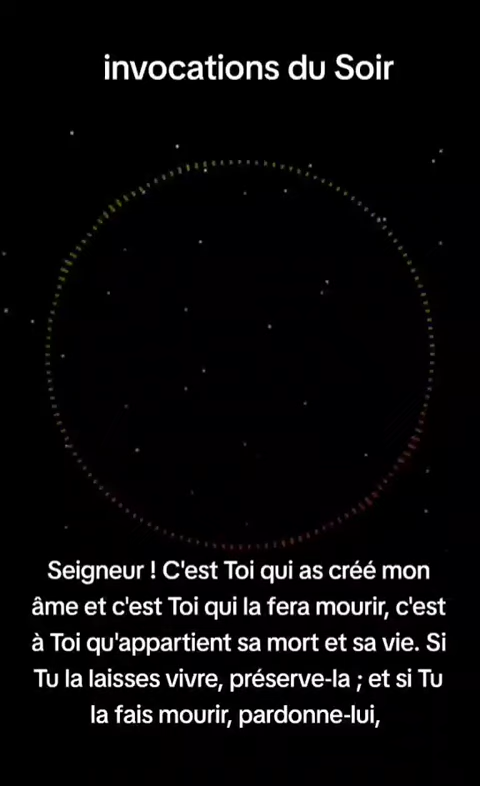 invocations du Soir
Seigneur ! C'est Toi qui as créé mon
âme et c'est Toi qui la fera mourir, c'est
à Toi qu'appartient sa mort et sa vie. Si
Tu la laisses vivre, préserve-la ; et si Tu
la fais mourir, pardonne-lui,